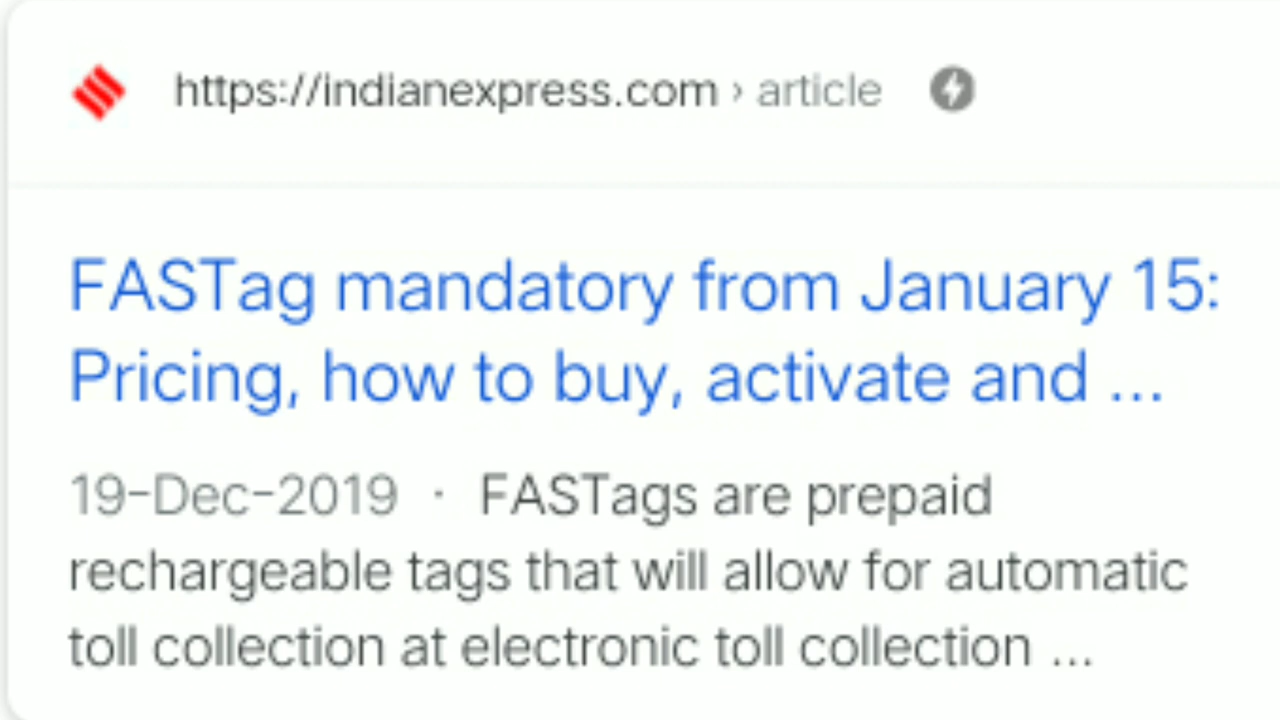 https://indianexpress.com › article
FASTag mandatory from January 15:
Pricing, how to buy, activate and ...
19-Dec-2019 · FASTags are prepaid
rechargeable tags that will allow for automatic
toll collection at electronic toll collection ...